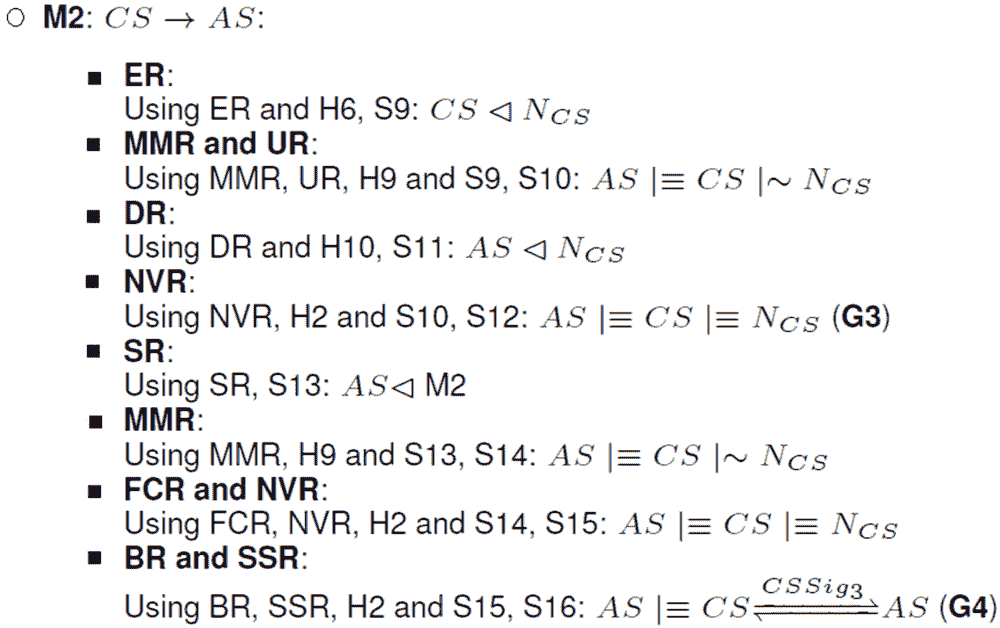 ○ M2: CS → AS:
■ ER:
Using ER and H6, S9: CS ◁ N_CS
■ MMR and UR:
Using MMR, UR, H9 and S9, S10: AS |≡ CS |∼ N_CS
■ DR:
Using DR and H10, S11: AS ◁ N_CS
■ NVR:
Using NVR, H2 and S10, S12: AS |≡ CS |≡ N_CS (G3)
■ SR:
Using SR, S13: AS◁ M2
■ MMR:
Using MMR, H9 and S13, S14: AS |≡ CS |∼ N_CS
■ FCR and NVR:
Using FCR, NVR, H2 and S14, S15: AS |≡ CS |≡ N_CS
■ BR and SSR:
Using BR, SSR, H2 and S15, S16: AS |≡ CS ⇌^{CSSig_3} AS (G4)